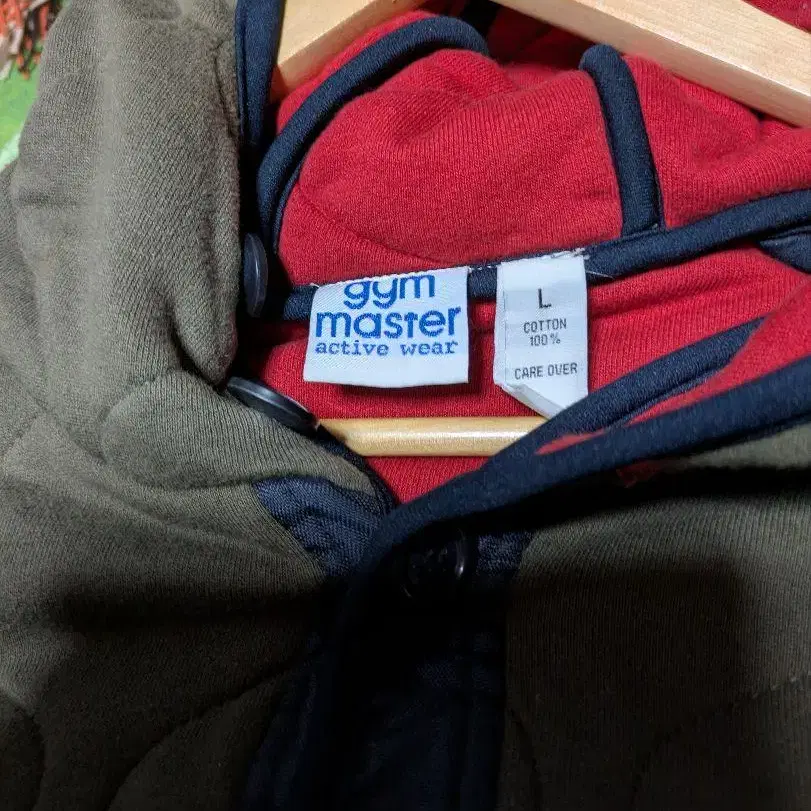 gym
master
active wear
L
COTTON
100%
CARE OVER